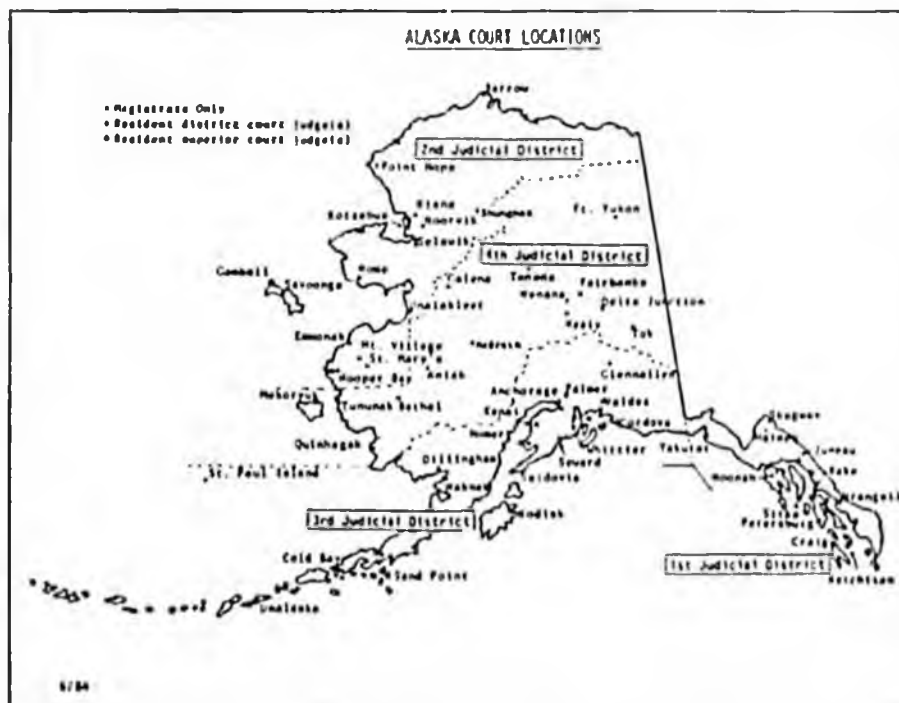 ALASKA COURT LOCATIONS
Barrow
• Magistrate Only
• Resident district court judge(s)
• Resident superior court judge(s)
2nd Judicial District
Point Hope
Kiana
Shungnak
Ft. Yukon
Kotzebue
Noorvik
Selawik
4th Judicial District
Gambell
Savoonga
Nome
Galena
Tanana
Fairbanks
Nenana
Delta Junction
Unalakleet
Healy
Tok
Emmonak
Mt. Village
McGrath
St. Mary's
Glennallen
Hooper Bay
Aniak
Anchorage
Palmer
Mekoryuk
Tununak
Bethel
Kenai
Valdez
Cordova
Skagway
Quinhagak
Homer
Whittier
Yakutat
Haines
Juneau
Dillingham
Seward
Hoonah
Kake
St. Paul Island
Naknek
Seldovia
Wrangell
3rd Judicial District
Kodiak
Sitka
Petersburg
Craig
Cold Bay
Sand Point
1st Judicial District
Ketchikan
Unalaska
6/84